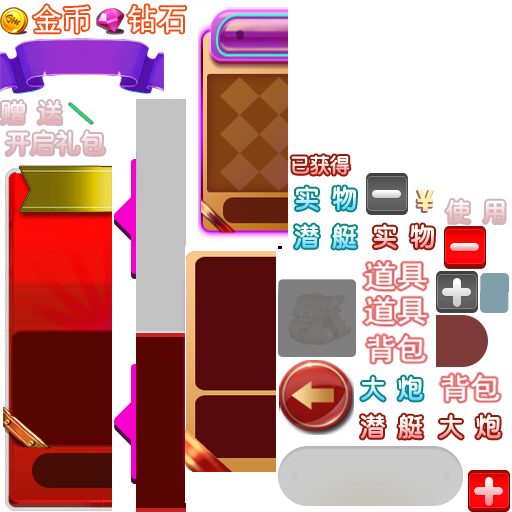 金币 钻石
赠 送
开启礼包
已获得
实 物
¥
使 用
潜 艇 实 物
道具
道具
背包
大 炮 背包
潜 艇 大 炮